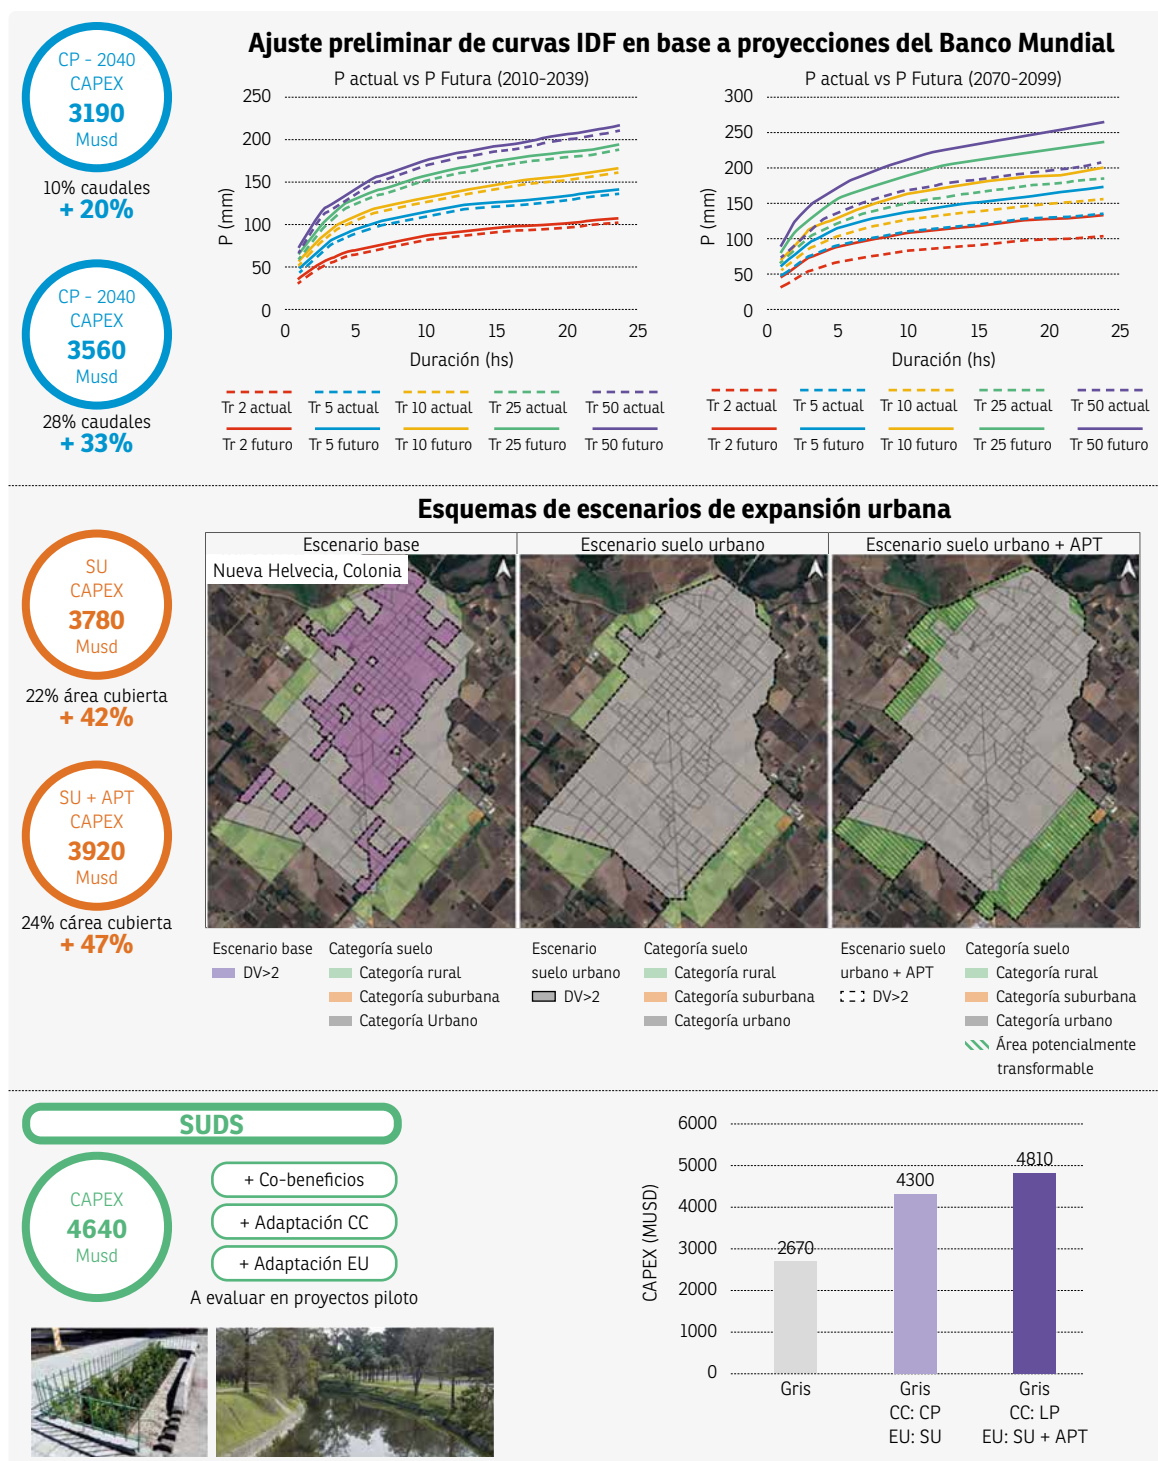 CP - 2040
CAPEX
3190
Musd
10% caudales
+ 20%
CP - 2040
CAPEX
3560
Musd
28% caudales
+ 33%
Ajuste preliminar de curvas IDF en base a proyecciones del Banco Mundial
P actual vs P Futura (2010-2039)
250
200
150
100
50
0
P (mm)
0 5 10 15 20 25
Duración (hs)
Tr 2 actual Tr 5 actual Tr 10 actual Tr 25 actual Tr 50 actual
Tr 2 futuro Tr 5 futuro Tr 10 futuro Tr 25 futuro Tr 50 futuro
P actual vs P Futura (2070-2099)
300
250
200
150
100
50
0
P (mm)
0 5 10 15 20 25
Duración (hs)
Tr 2 actual Tr 5 actual Tr 10 actual Tr 25 actual Tr 50 actual
Tr 2 futuro Tr 5 futuro Tr 10 futuro Tr 25 futuro Tr 50 futuro
Esquemas de escenarios de expansión urbana
SU
CAPEX
3780
Musd
22% área cubierta
+ 42%
SU + APT
CAPEX
3920
Musd
24% cárea cubierta
+ 47%
Escenario base
Nueva Helvecia, Colonia
Escenario suelo urbano
Escenario suelo urbano + APT
Escenario base
DV>2
Categoría suelo
Categoría rural
Categoría suburbana
Categoría Urbano
Escenario
suelo urbano
DV>2
Categoría suelo
Categoría rural
Categoría suburbana
Categoría urbano
Escenario suelo
urbano + APT
DV>2
Categoría suelo
Categoría rural
Categoría suburbana
Categoría urbano
Área potencialmente
transformable
SUDS
CAPEX
4640
Musd
+ Co-beneficios
+ Adaptación CC
+ Adaptación EU
A evaluar en proyectos piloto
CAPEX (MUSD)
6000
5000
4000
3000
2000
1000
0
2670
4300
4810
Gris
Gris
CC: CP
EU: SU
Gris
CC: LP
EU: SU + APT